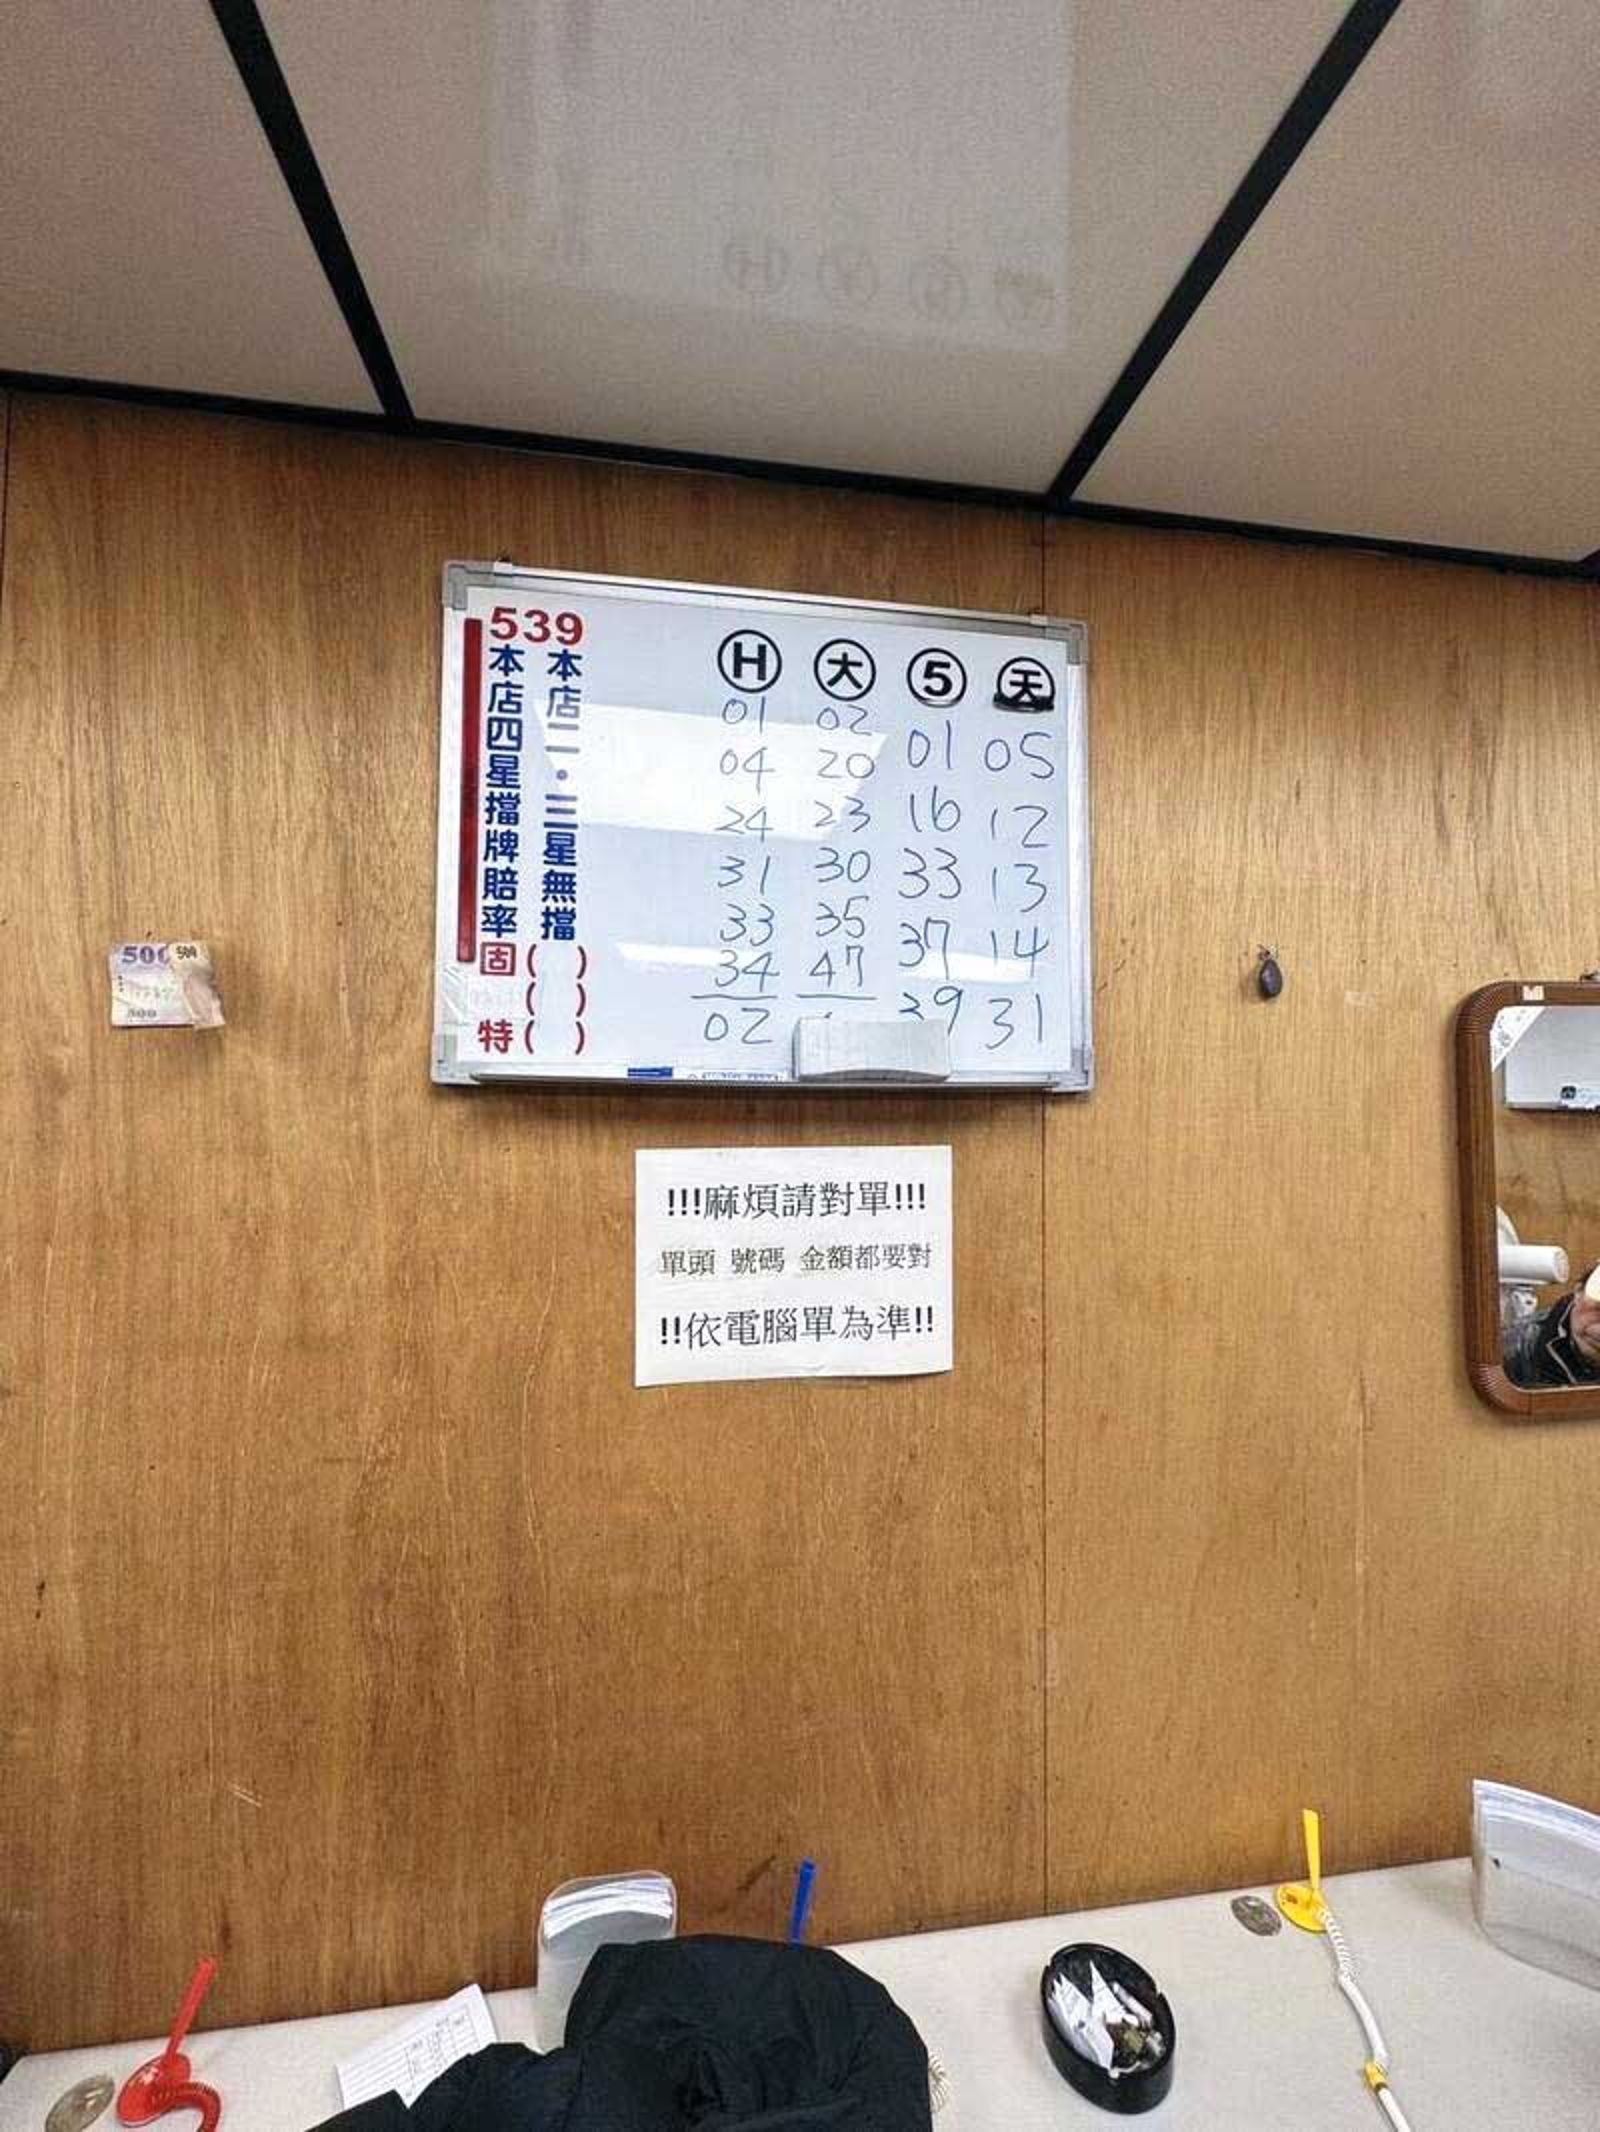 539
本店二・三星無擋
本店四星擋牌賠率
固( )
( )
特( )
H 大 5 天
01 02 01 05
04 20 16 12
24 23 33 13
31 30 37 14
33 35 39 31
34 47
02
500 500
500
!!!麻煩請對單!!!
單頭 號碼 金額都要對
!!依電腦單為準!!